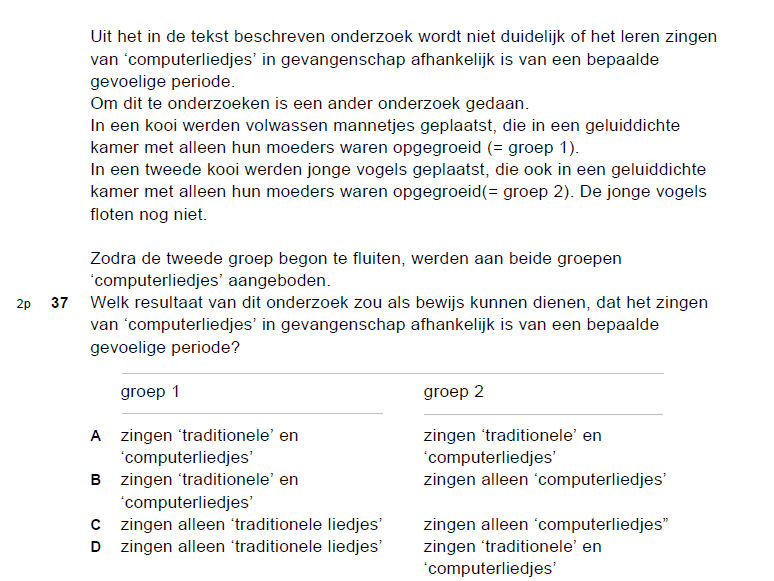 Uit het in de tekst beschreven onderzoek wordt niet duidelijk of het leren zingen
van ‘computerliedjes’ in gevangenschap afhankelijk is van een bepaalde
gevoelige periode.
Om dit te onderzoeken is een ander onderzoek gedaan.
In een kooi werden volwassen mannetjes geplaatst, die in een geluiddichte
kamer met alleen hun moeders waren opgegroeid (= groep 1).
In een tweede kooi werden jonge vogels geplaatst, die ook in een geluiddichte
kamer met alleen hun moeders waren opgegroeid(= groep 2). De jonge vogels
floten nog niet.
Zodra de tweede groep begon te fluiten, werden aan beide groepen
‘computerliedjes’ aangeboden.
2p 37 Welk resultaat van dit onderzoek zou als bewijs kunnen dienen, dat het zingen
van ‘computerliedjes’ in gevangenschap afhankelijk is van een bepaalde
gevoelige periode?
groep 1 groep 2
A zingen ‘traditionele’ en zingen ‘traditionele’ en
‘computerliedjes’ ‘computerliedjes’
B zingen ‘traditionele’ en zingen alleen ‘computerliedjes’
‘computerliedjes’
C zingen alleen ‘traditionele liedjes’ zingen alleen ‘computerliedjes”
D zingen alleen ‘traditionele liedjes’ zingen ‘traditionele’ en
‘computerliedjes’